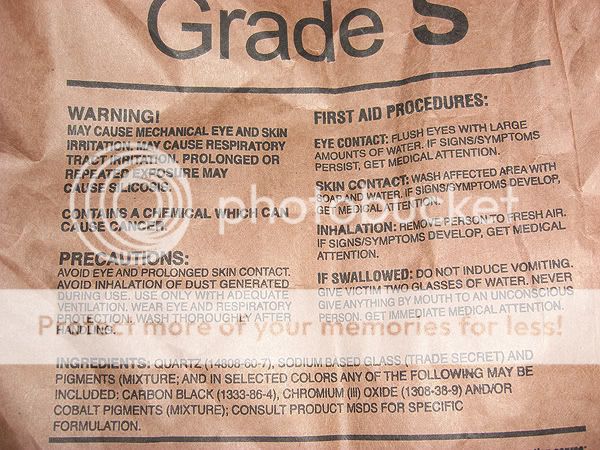 Grade S
WARNING!
MAY CAUSE MECHANICAL EYE AND SKIN
IRRITATION. MAY CAUSE RESPIRATORY
TRACT IRRITATION. PROLONGED OR
REPEATED EXPOSURE MAY
CAUSE SILICOSIS.
CONTAINS A CHEMICAL WHICH CAN
CAUSE CANCER.
PRECAUTIONS:
AVOID EYE AND PROLONGED SKIN CONTACT.
AVOID INHALATION OF DUST GENERATED
DURING USE. USE ONLY WITH ADEQUATE
VENTILATION. WEAR EYE AND RESPIRATORY
PROTECTION. WASH THOROUGHLY AFTER
HANDLING.
FIRST AID PROCEDURES:
EYE CONTACT: FLUSH EYES WITH LARGE
AMOUNTS OF WATER. IF SIGNS/SYMPTOMS
PERSIST, GET MEDICAL ATTENTION.
SKIN CONTACT: WASH AFFECTED AREA WITH
SOAP AND WATER. IF SIGNS/SYMPTOMS DEVELOP,
GET MEDICAL ATTENTION.
INHALATION: REMOVE PERSON TO FRESH AIR.
IF SIGNS/SYMPTOMS DEVELOP, GET MEDICAL
ATTENTION.
IF SWALLOWED: DO NOT INDUCE VOMITING.
GIVE VICTIM TWO GLASSES OF WATER. NEVER
GIVE ANYTHING BY MOUTH TO AN UNCONSCIOUS
PERSON. GET IMMEDIATE MEDICAL ATTENTION.
INGREDIENTS: QUARTZ (14808-60-7), SODIUM BASED GLASS (TRADE SECRET) AND
PIGMENTS (MIXTURE; AND IN SELECTED COLORS ANY OF THE FOLLOWING MAY BE
INCLUDED: CARBON BLACK (1333-86-4), CHROMIUM (III) OXIDE (1308-38-9) AND/OR
COBALT PIGMENTS (MIXTURE); CONSULT PRODUCT MSDS FOR SPECIFIC
FORMULATION.
photobucket
Protect more of your memories for less!